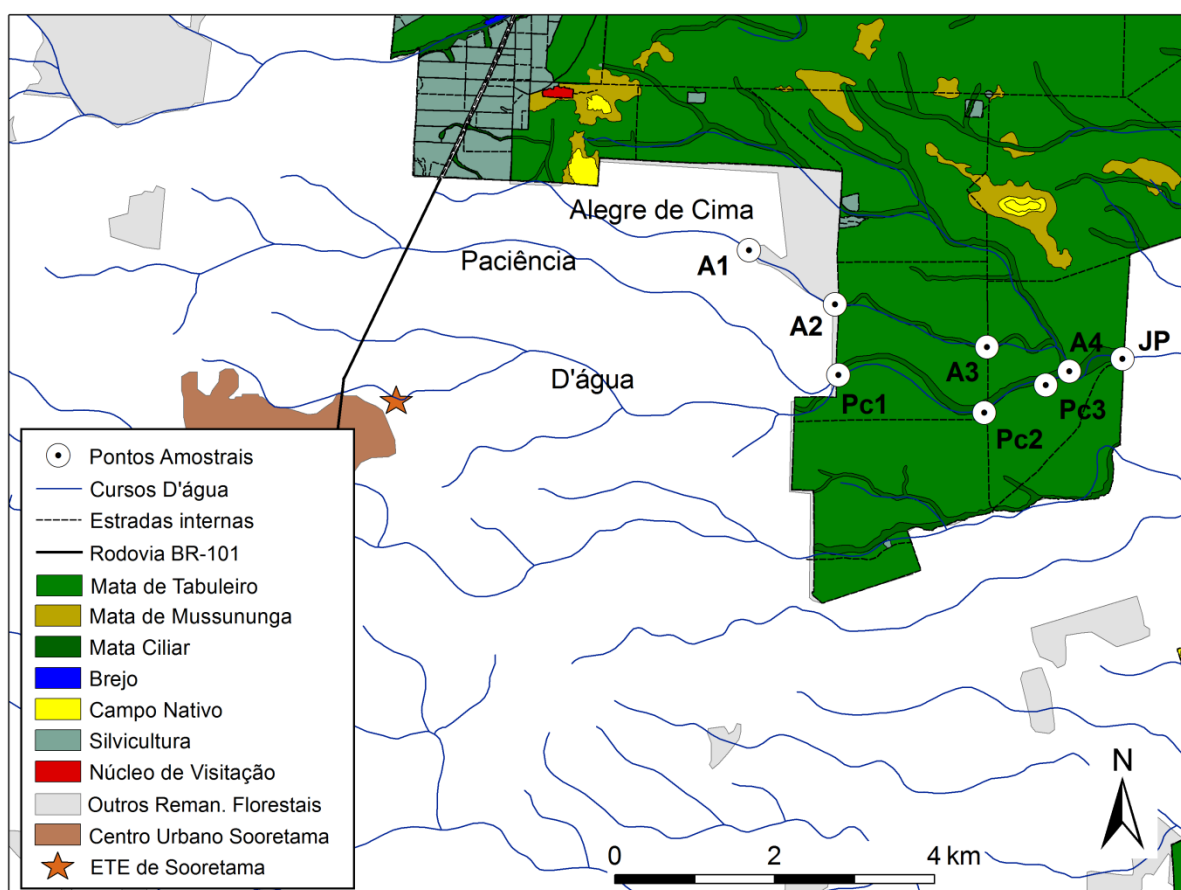 Alegre de Cima
Paciência
A1
A2
D'água
A3
A4
JP
Pc1
Pc2
Pc3
Pontos Amostrais
Cursos D'água
Estradas internas
Rodovia BR-101
Mata de Tabuleiro
Mata de Mussununga
Mata Ciliar
Brejo
Campo Nativo
Silvicultura
Núcleo de Visitação
Outros Reman. Florestais
Centro Urbano Sooretama
ETE de Sooretama
N
0 2 4 km